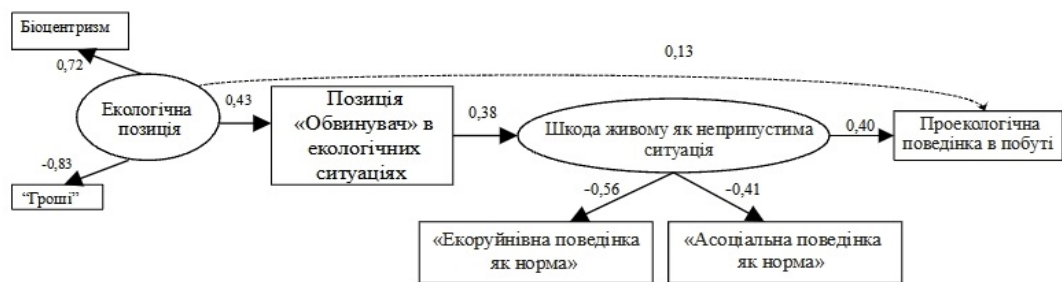 Біоцентризм
0,72
Екологічна
позиція
-0,83
“Гроші”
0,43
Позиція
«Обвинувач» в
екологічних
ситуаціях
0,38
0,13
Шкода живому як неприпустима
ситуація
0,40
Проекологічна
поведінка в побуті
-0,56
-0,41
«Екоруйнівна поведінка
як норма»
«Асоціальна поведінка
як норма»